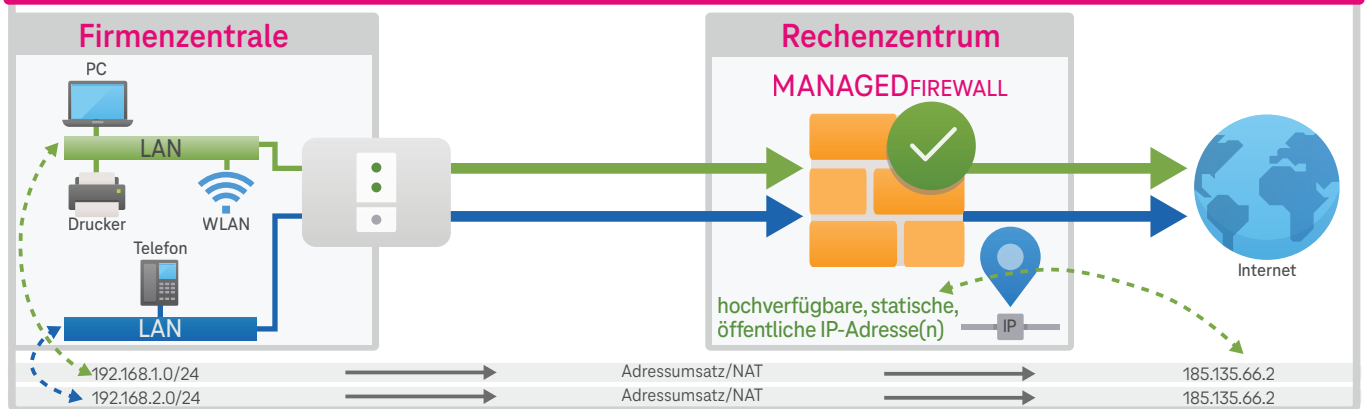 Firmenzentrale
PC
LAN
Drucker
WLAN
Telefon
LAN
Rechenzentrum
MANAGEDFIREWALL
hochverfügbare, statische,
öffentliche IP-Adresse(n)
IP
Internet
192.168.1.0/24 Adressumsatz/NAT 185.135.66.2
192.168.2.0/24 Adressumsatz/NAT 185.135.66.2